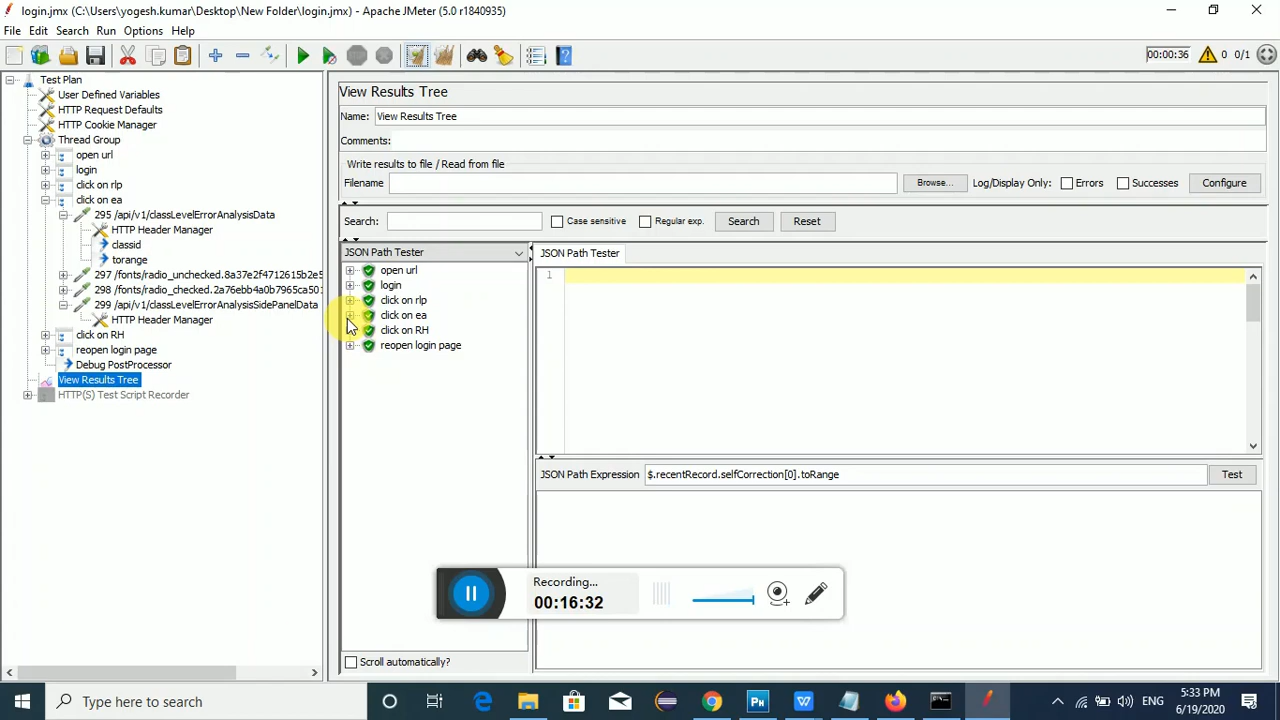 login.jmx (C:\Users\yogesh.kumar\Desktop\New Folder\login.jmx) - Apache JMeter (5.0 r1840935)
File Edit Search Run Options Help
00:00:36 0 0/1
Test Plan
User Defined Variables
HTTP Request Defaults
HTTP Cookie Manager
Thread Group
open url
login
click on rlp
click on ea
295 /api/v1/classLevelErrorAnalysisData
HTTP Header Manager
classid
torange
297 /fonts/radio_unchecked.8a37e2f4712615b2e5
298 /fonts/radio_checked.2a76ebb4a0b7965ca501
299 /api/v1/classLevelErrorAnalysisSidePanelData
HTTP Header Manager
click on RH
reopen login page
Debug PostProcessor
View Results Tree
HTTP(S) Test Script Recorder
View Results Tree
Name: View Results Tree
Comments:
Write results to file / Read from file
Filename Browse... Log/Display Only: Errors Successes Configure
Search: Case sensitive Regular exp. Search Reset
JSON Path Tester
open url
login
click on rlp
click on ea
click on RH
reopen login page
Scroll automatically?
JSON Path Tester
1
JSON Path Expression $.recentRecord.selfCorrection[0].toRange Test
Recording...
00:16:32
Type here to search
ENG
5:33 PM
6/19/2020